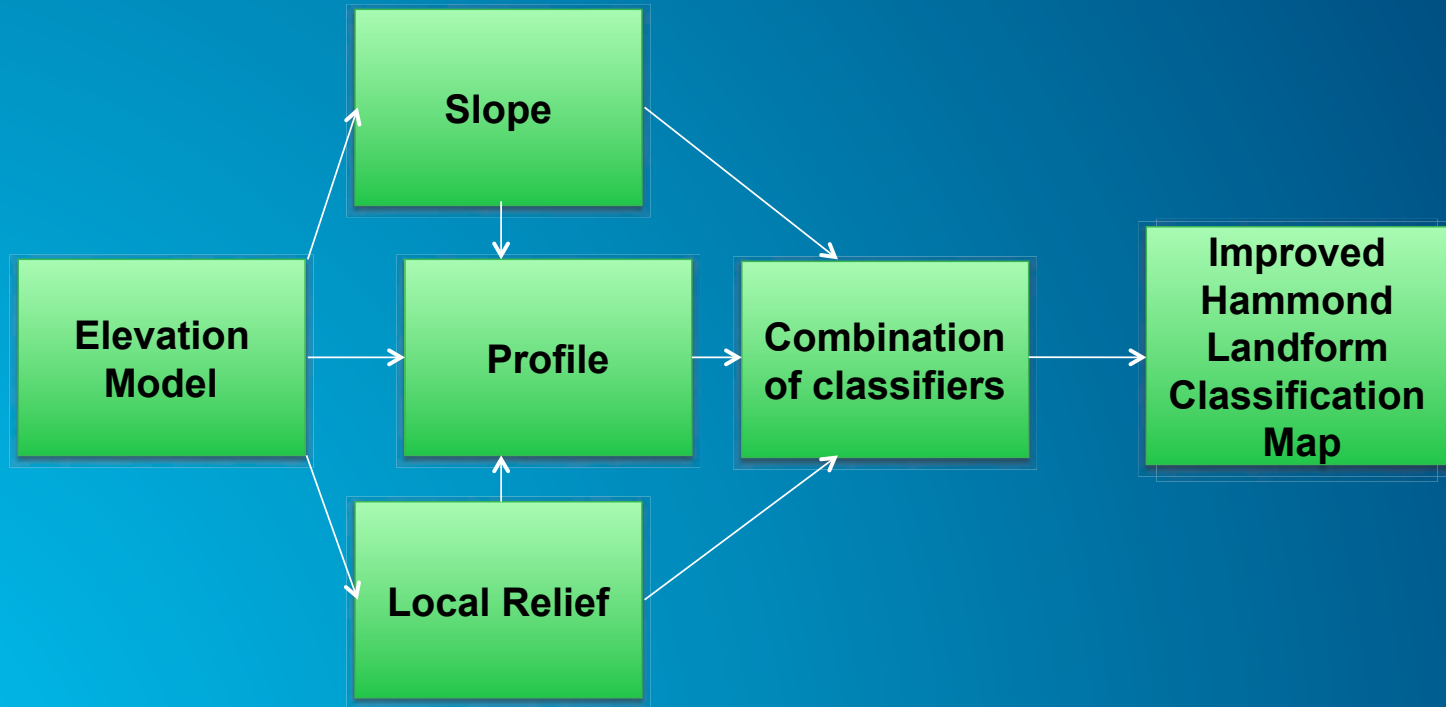 Slope
Elevation
Model
Profile
Combination
of classifiers
Improved
Hammond
Landform
Classification
Map
Local Relief